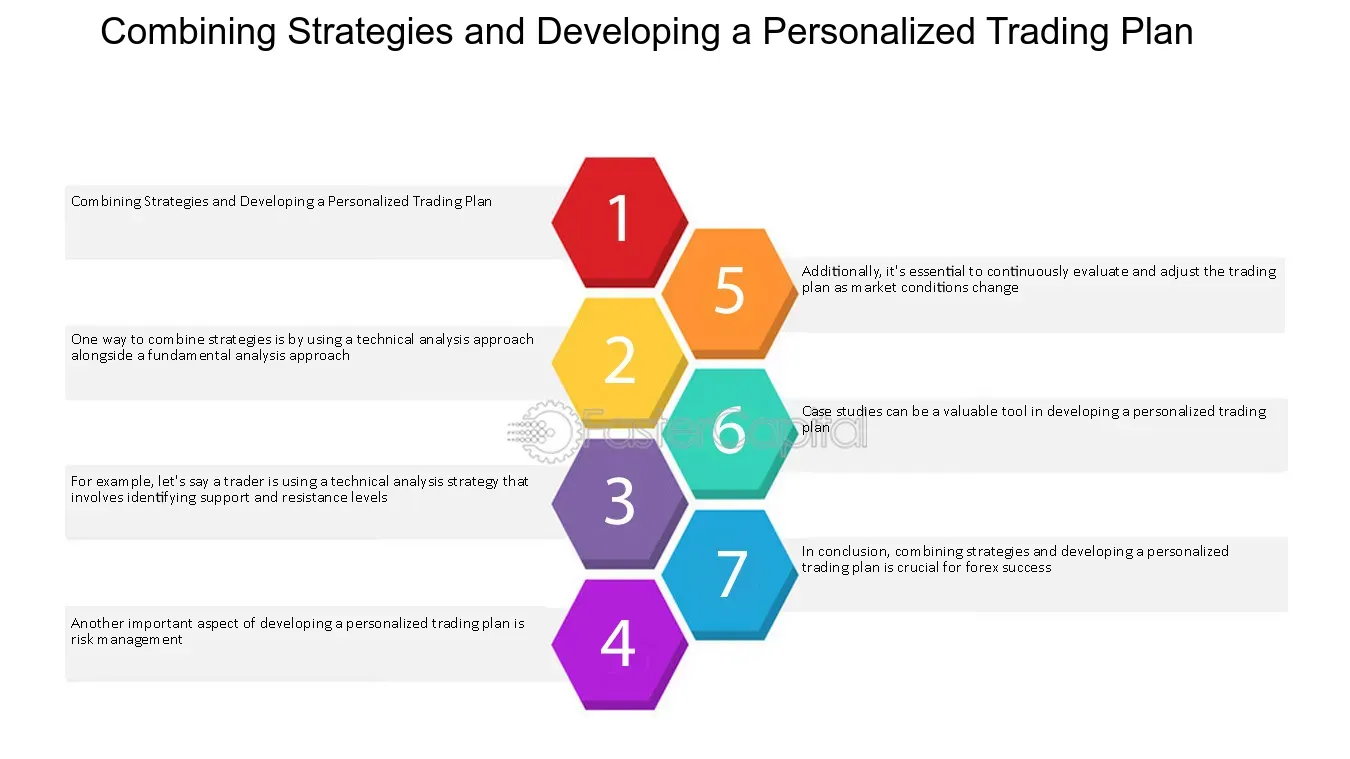 Combining Strategies and Developing a Personalized Trading Plan
1
Combining Strategies and Developing a Personalized Trading Plan
2
One way to combine strategies is by using a technical analysis approach
alongside a fundamental analysis approach
3
For example, let's say a trader is using a technical analysis strategy that
involves identifying support and resistance levels
4
Another important aspect of developing a personalized trading plan is
risk management
5
Additionally, it's essential to continuously evaluate and adjust the trading
plan as market conditions change
6
Case studies can be a valuable tool in developing a personalized trading
plan
7
In conclusion, combining strategies and developing a personalized
trading plan is crucial for forex success
FasterCapital